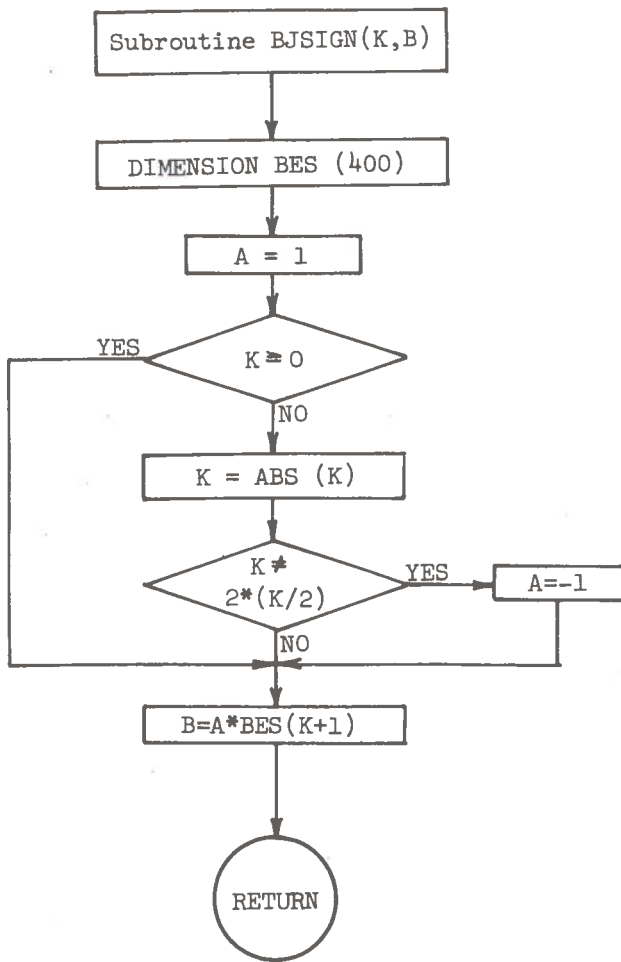 Subroutine BJSIGN(K,B)
DIMENSION BES (400)
A = 1
YES
K ≥ 0
NO
K = ABS (K)
K ≠
2*(K/2)
YES
A=-1
NO
B=A*BES(K+1)
RETURN